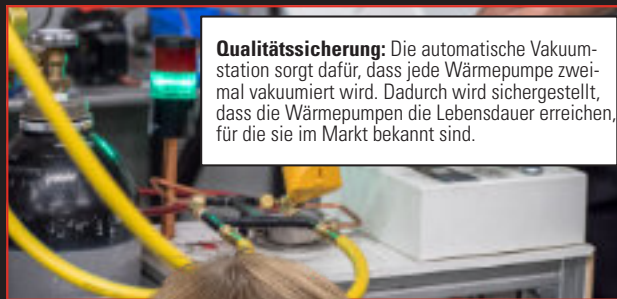 Qualitätssicherung: Die automatische Vakuum-
station sorgt dafür, dass jede Wärmepumpe zwei-
mal vakuumiert wird. Dadurch wird sichergestellt,
dass die Wärmepumpen die Lebensdauer erreichen,
für die sie im Markt bekannt sind.